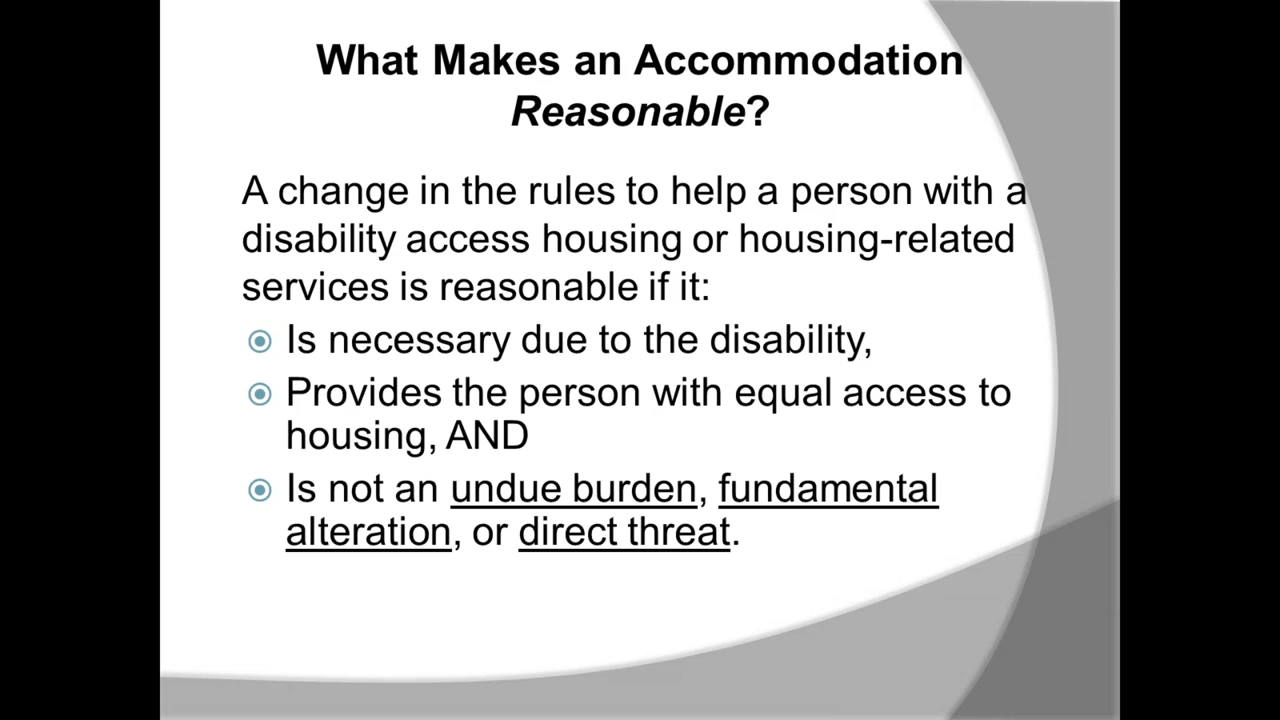 What Makes an Accommodation
Reasonable?
A change in the rules to help a person with a
disability access housing or housing-related
services is reasonable if it:
Is necessary due to the disability,
Provides the person with equal access to
housing, AND
Is not an undue burden, fundamental
alteration, or direct threat.